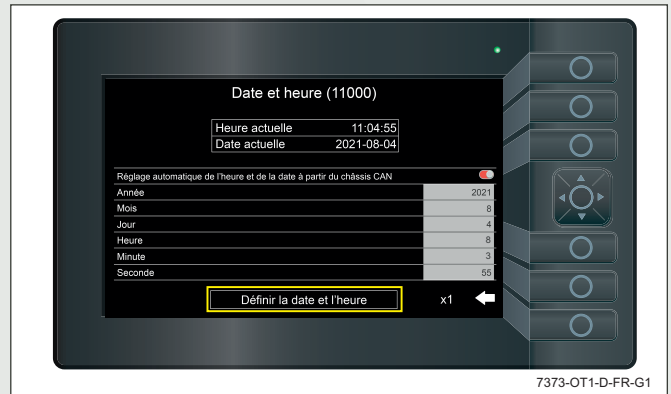 Date et heure (11000)
Heure actuelle 11:04:55
Date actuelle 2021-08-04
Réglage automatique de l'heure et de la date à partir du châssis CAN
Année 2021
Mois 8
Jour 4
Heure 8
Minute 3
Seconde 55
Définir la date et l'heure x1
7373-OT1-D-FR-G1